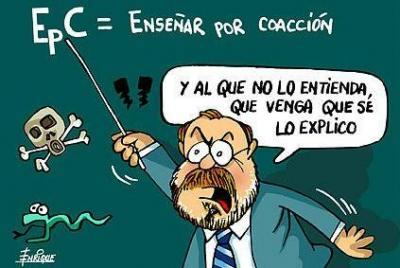 EpC = Enseñar por coacción
!!
Y al que no lo entienda,
que venga que sé
lo explico
Enrique